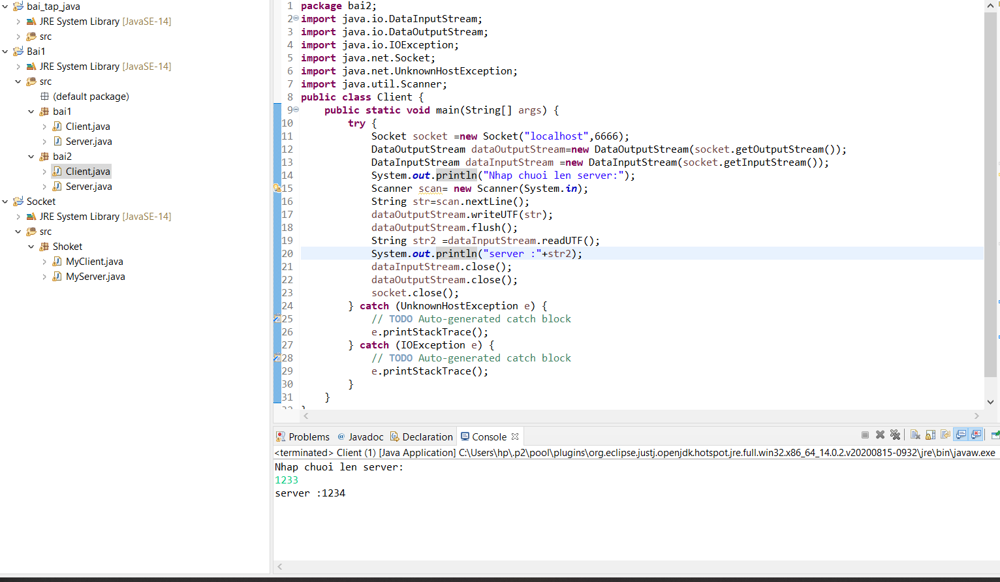 bai_tap_java
JRE System Library [JavaSE-14]
src
Bai1
JRE System Library [JavaSE-14]
src
(default package)
bai1
Client.java
Server.java
bai2
Client.java
Server.java
Socket
JRE System Library [JavaSE-14]
src
Shoket
MyClient.java
MyServer.java
1 package bai2;
2 import java.io.DataInputStream;
3 import java.io.DataOutputStream;
4 import java.io.IOException;
5 import java.net.Socket;
6 import java.net.UnknownHostException;
7 import java.util.Scanner;
8 public class Client {
9 public static void main(String[] args) {
10 try {
11 Socket socket =new Socket("localhost",6666);
12 DataOutputStream dataOutputStream=new DataOutputStream(socket.getOutputStream());
13 DataInputStream dataInputStream =new DataInputStream(socket.getInputStream());
14 System.out.println("Nhap chuoi len server:");
15 Scanner scan= new Scanner(System.in);
16 String str=scan.nextLine();
17 dataOutputStream.writeUTF(str);
18 dataOutputStream.flush();
19 String str2 =dataInputStream.readUTF();
20 System.out.println("server :"+str2);
21 dataInputStream.close();
22 dataOutputStream.close();
23 socket.close();
24 } catch (UnknownHostException e) {
25 // TODO Auto-generated catch block
26 e.printStackTrace();
27 } catch (IOException e) {
28 // TODO Auto-generated catch block
29 e.printStackTrace();
30 }
31 }
32 }
Problems @ Javadoc Declaration Console
<terminated> Client (1) [Java Application] C:\Users\hp\.p2\pool\plugins\org.eclipse.justj.openjdk.hotspot.jre.full.win32.x86_64_14.0.2.v20200815-0932\jre\bin\javaw.exe
Nhap chuoi len server:
1233
server :1234